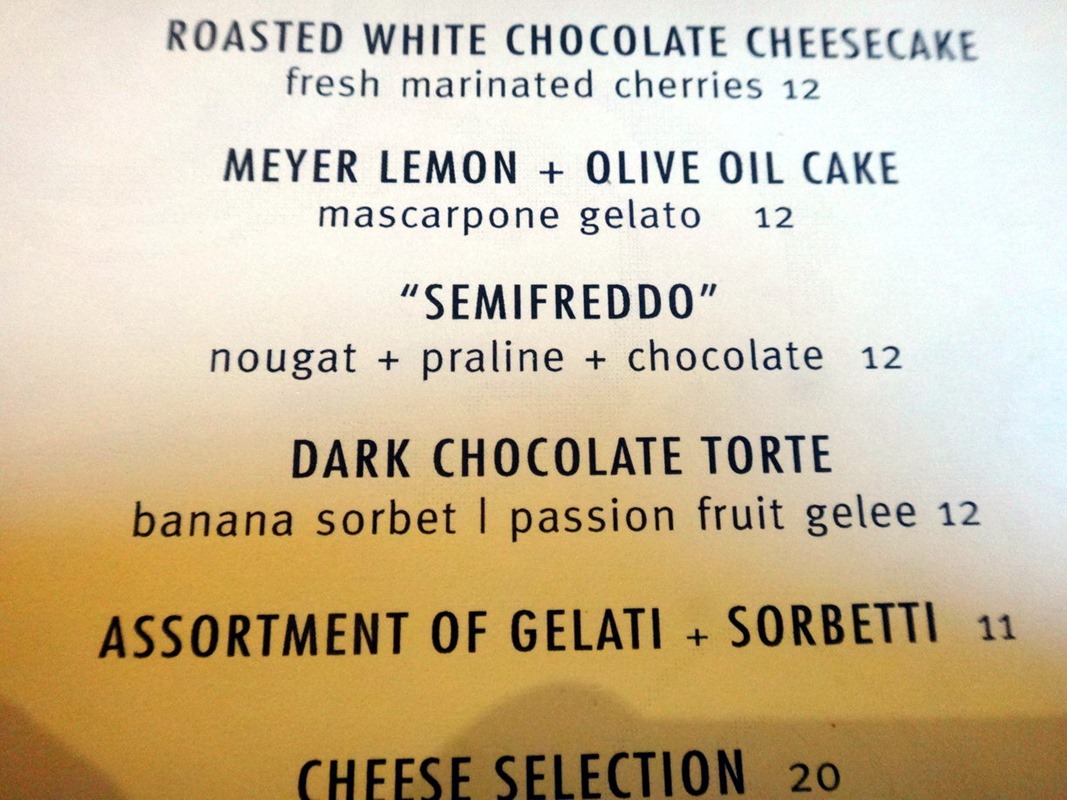 ROASTED WHITE CHOCOLATE CHEESECAKE
fresh marinated cherries 12
MEYER LEMON + OLIVE OIL CAKE
mascarpone gelato 12
“SEMIFREDDO”
nougat + praline + chocolate 12
DARK CHOCOLATE TORTE
banana sorbet | passion fruit gelee 12
ASSORTMENT OF GELATI + SORBETTI 11
CHEESE SELECTION 20